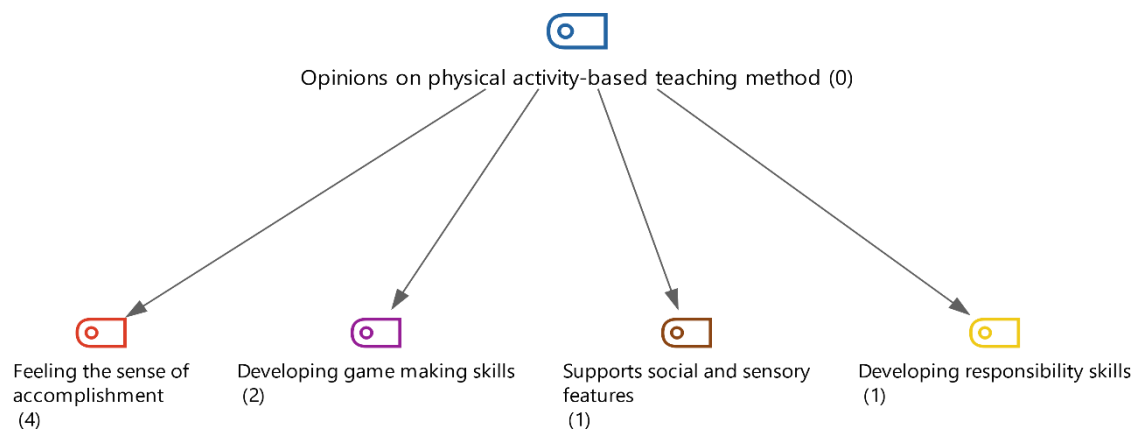 Opinions on physical activity-based teaching method (0)
Feeling the sense of
accomplishment
(4)
Developing game making skills
(2)
Supports social and sensory
features
(1)
Developing responsibility skills
(1)